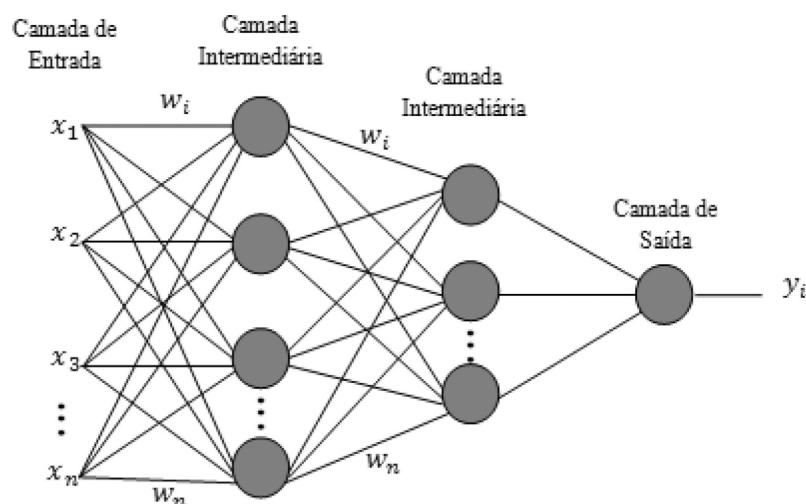 Camada de
Entrada
Camada
Intermediária
Camada
Intermediária
Camada de
Saída
w_i
w_i
x_1
x_2
x_3
x_n
w_n
w_n
y_i